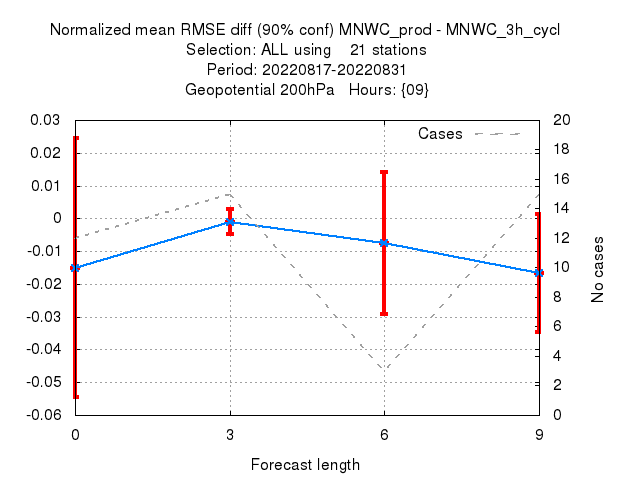 Normalized mean RMSE diff (90% conf) MNWC_prod - MNWC_3h_cycl
Selection: ALL using    21 stations
Period: 20220817-20220831
Geopotential 200hPa   Hours: {09}
Cases
0.03
0.02
0.01
0
-0.01
-0.02
-0.03
-0.04
-0.05
-0.06
20
18
16
14
12
10
8
6
4
2
0
No cases
0 3 6 9
Forecast length